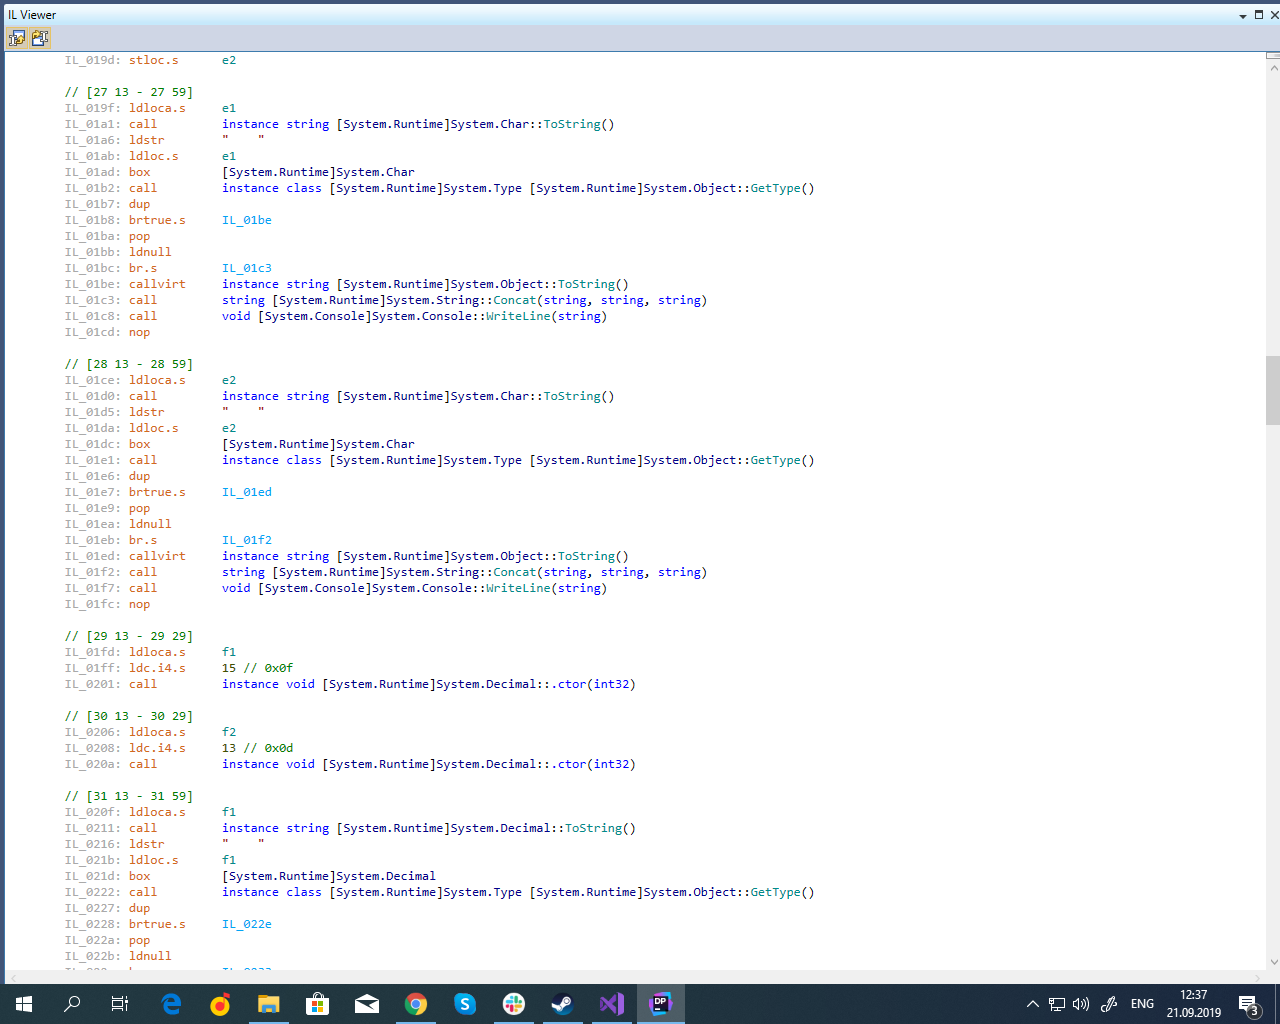 IL Viewer
IL_019d: stloc.s e2
// [27 13 - 27 59]
IL_019f: ldloca.s e1
IL_01a1: call instance string [System.Runtime]System.Char::ToString()
IL_01a6: ldstr "    "
IL_01ab: ldloc.s e1
IL_01ad: box [System.Runtime]System.Char
IL_01b2: call instance class [System.Runtime]System.Type [System.Runtime]System.Object::GetType()
IL_01b7: dup
IL_01b8: brtrue.s IL_01be
IL_01ba: pop
IL_01bb: ldnull
IL_01bc: br.s IL_01c3
IL_01be: callvirt instance string [System.Runtime]System.Object::ToString()
IL_01c3: call string [System.Runtime]System.String::Concat(string, string, string)
IL_01c8: call void [System.Console]System.Console::WriteLine(string)
IL_01cd: nop
// [28 13 - 28 59]
IL_01ce: ldloca.s e2
IL_01d0: call instance string [System.Runtime]System.Char::ToString()
IL_01d5: ldstr "    "
IL_01da: ldloc.s e2
IL_01dc: box [System.Runtime]System.Char
IL_01e1: call instance class [System.Runtime]System.Type [System.Runtime]System.Object::GetType()
IL_01e6: dup
IL_01e7: brtrue.s IL_01ed
IL_01e9: pop
IL_01ea: ldnull
IL_01eb: br.s IL_01f2
IL_01ed: callvirt instance string [System.Runtime]System.Object::ToString()
IL_01f2: call string [System.Runtime]System.String::Concat(string, string, string)
IL_01f7: call void [System.Console]System.Console::WriteLine(string)
IL_01fc: nop
// [29 13 - 29 29]
IL_01fd: ldloca.s f1
IL_01ff: ldc.i4.s 15 // 0x0f
IL_0201: call instance void [System.Runtime]System.Decimal::.ctor(int32)
// [30 13 - 30 29]
IL_0206: ldloca.s f2
IL_0208: ldc.i4.s 13 // 0x0d
IL_020a: call instance void [System.Runtime]System.Decimal::.ctor(int32)
// [31 13 - 31 59]
IL_020f: ldloca.s f1
IL_0211: call instance string [System.Runtime]System.Decimal::ToString()
IL_0216: ldstr "    "
IL_021b: ldloc.s f1
IL_021d: box [System.Runtime]System.Decimal
IL_0222: call instance class [System.Runtime]System.Type [System.Runtime]System.Object::GetType()
IL_0227: dup
IL_0228: brtrue.s IL_022e
IL_022a: pop
IL_022b: ldnull
DP
ENG
12:37
21.09.2019
3